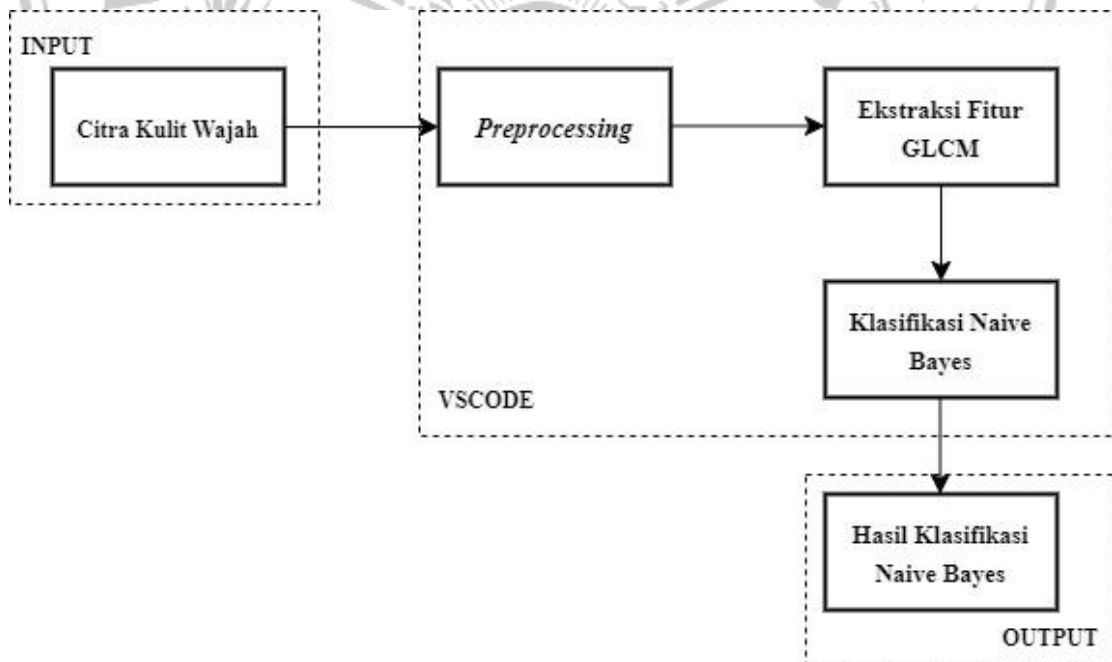 INPUT
Citra Kulit Wajah
Preprocessing
Ekstraksi Fitur
GLCM
Klasifikasi Naive
Bayes
VSCODE
Hasil Klasifikasi
Naive Bayes
OUTPUT